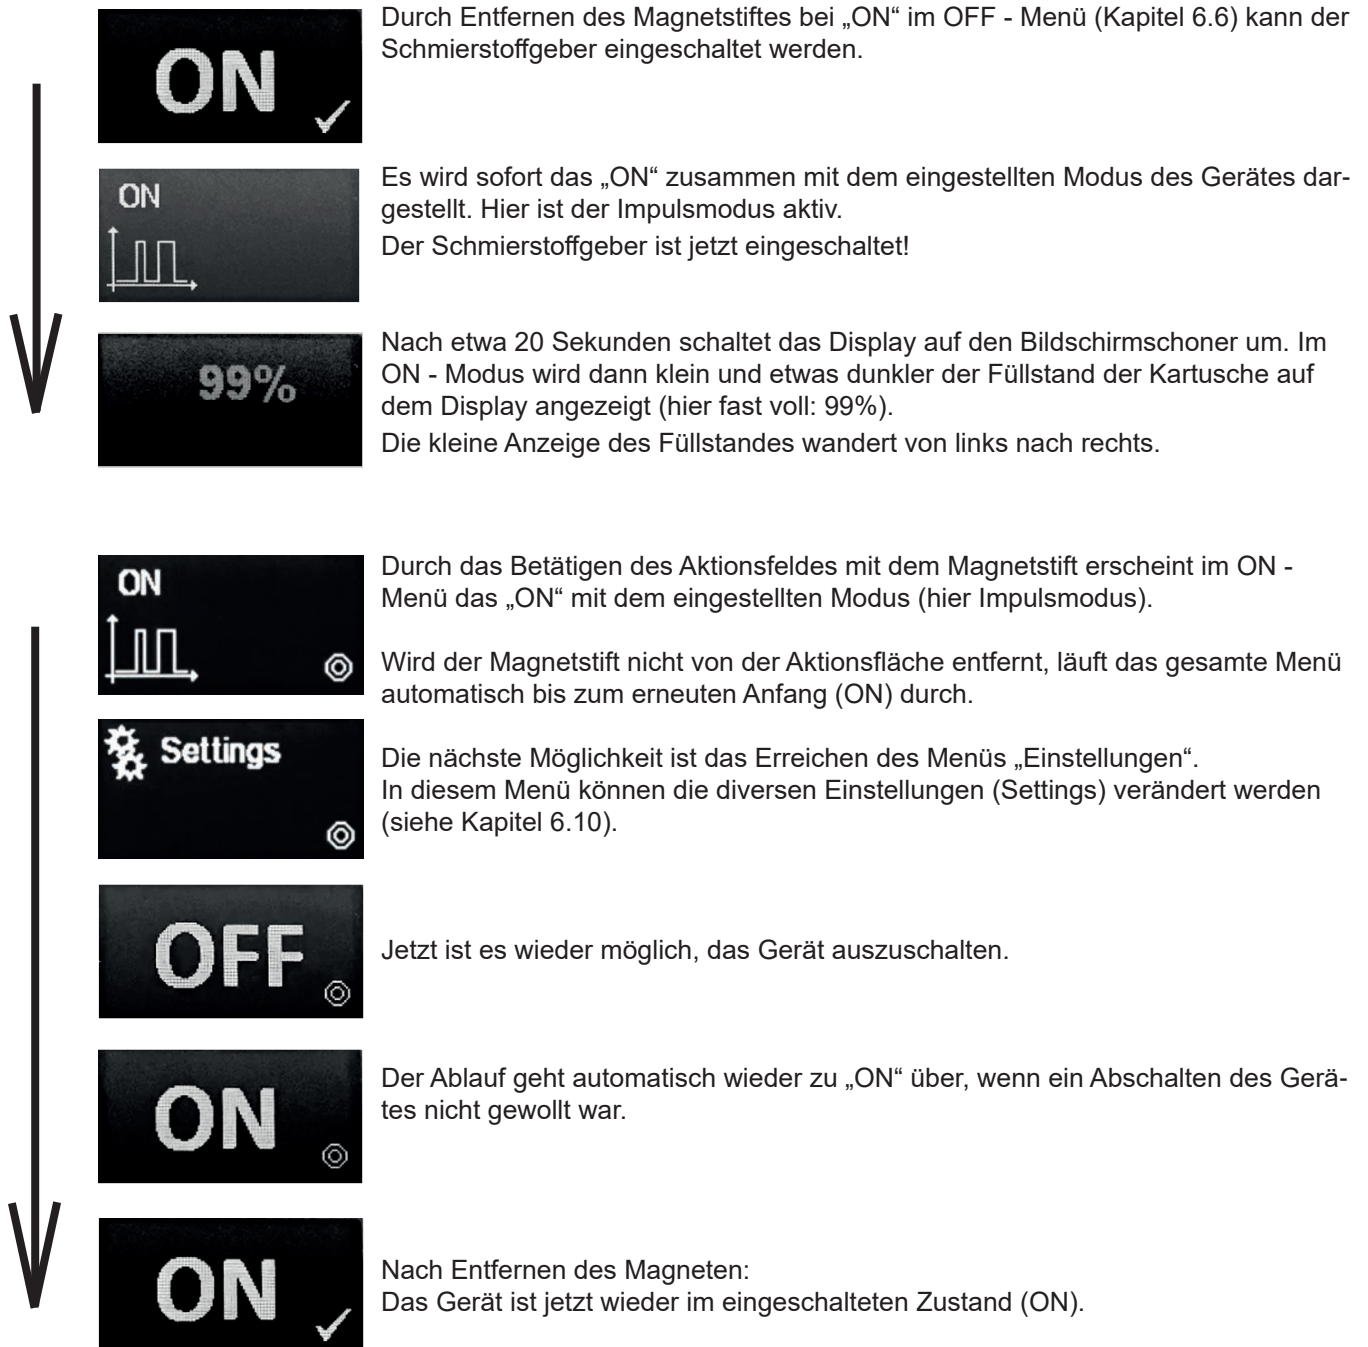 Durch Entfernen des Magnetstiftes bei „ON“ im OFF - Menü (Kapitel 6.6) kann der
Schmierstoffgeber eingeschaltet werden.
ON
Es wird sofort das „ON“ zusammen mit dem eingestellten Modus des Gerätes dar-
gestellt. Hier ist der Impulsmodus aktiv.
Der Schmierstoffgeber ist jetzt eingeschaltet!
ON
Nach etwa 20 Sekunden schaltet das Display auf den Bildschirmschoner um. Im
ON - Modus wird dann klein und etwas dunkler der Füllstand der Kartusche auf
dem Display angezeigt (hier fast voll: 99%).
Die kleine Anzeige des Füllstandes wandert von links nach rechts.
99%
Durch das Betätigen des Aktionsfeldes mit dem Magnetstift erscheint im ON -
Menü das „ON“ mit dem eingestellten Modus (hier Impulsmodus).
ON
Wird der Magnetstift nicht von der Aktionsfläche entfernt, läuft das gesamte Menü
automatisch bis zum erneuten Anfang (ON) durch.
Settings
Die nächste Möglichkeit ist das Erreichen des Menüs „Einstellungen“.
In diesem Menü können die diversen Einstellungen (Settings) verändert werden
(siehe Kapitel 6.10).
OFF
Jetzt ist es wieder möglich, das Gerät auszuschalten.
ON
Der Ablauf geht automatisch wieder zu „ON“ über, wenn ein Abschalten des Gerä-
tes nicht gewollt war.
ON
Nach Entfernen des Magneten:
Das Gerät ist jetzt wieder im eingeschalteten Zustand (ON).